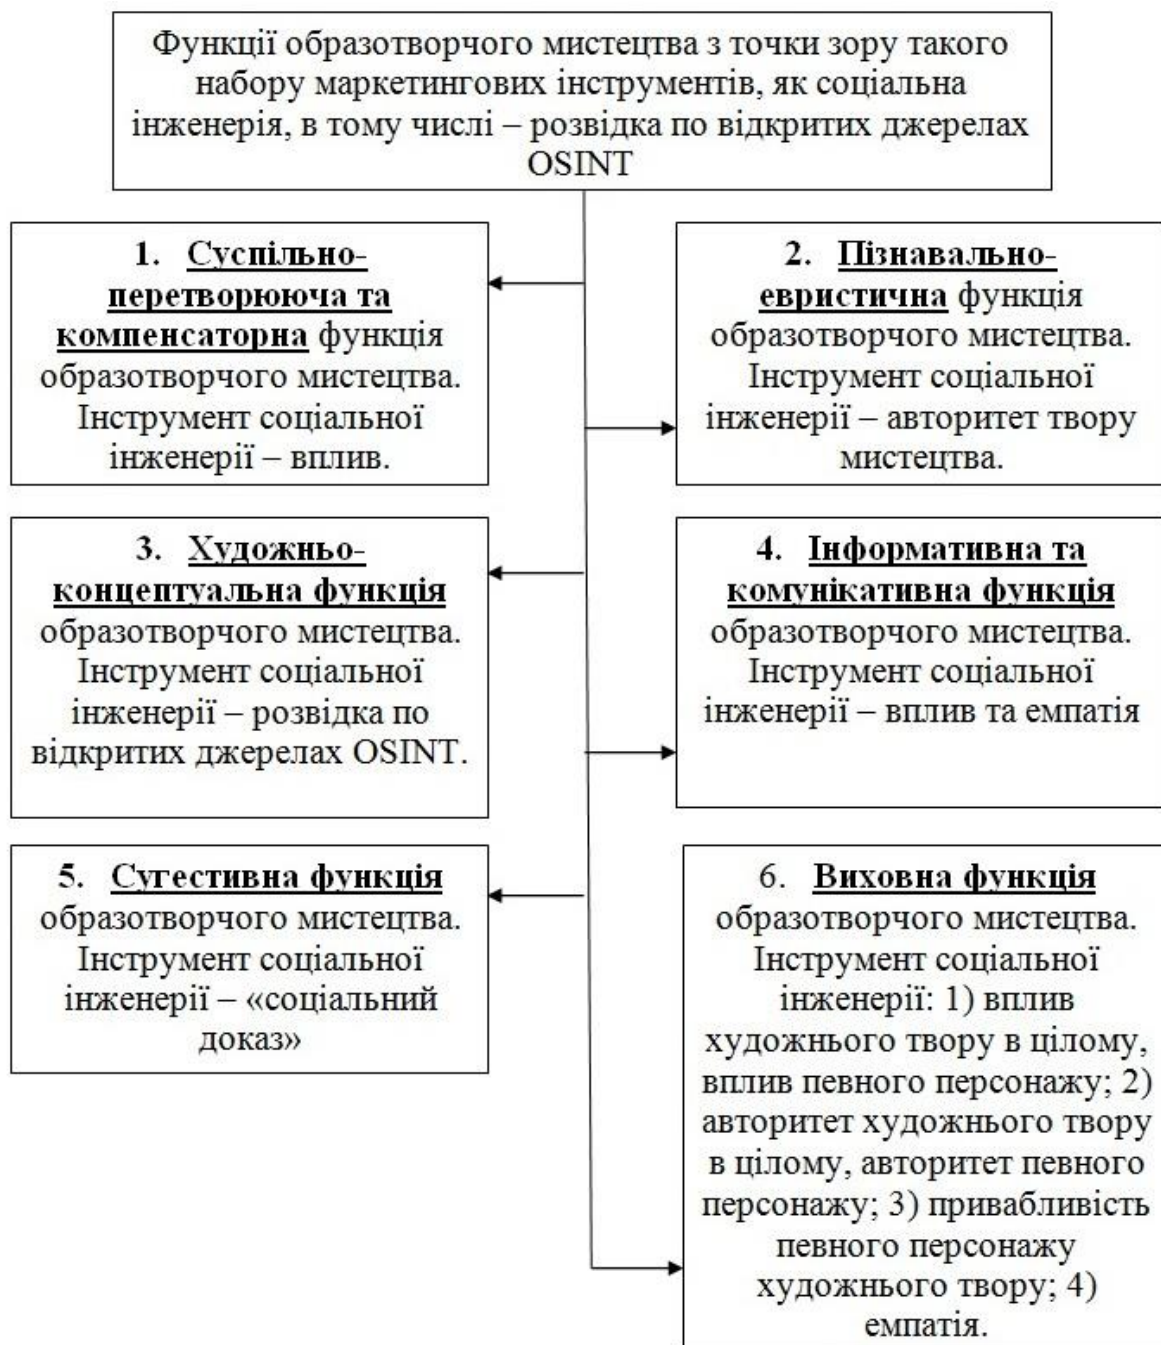 Функції образотворчого мистецтва з точки зору такого
набору маркетингових інструментів, як соціальна
інженерія, в тому числі – розвідка по відкритих джерелах
OSINT
1. Суспільно-
перетворююча та
компенсаторна функція
образотворчого мистецтва.
Інструмент соціальної
інженерії – вплив.
2. Пізнавально-
евристична функція
образотворчого мистецтва.
Інструмент соціальної
інженерії – авторитет твору
мистецтва.
3. Художньо-
концептуальна функція
образотворчого мистецтва.
Інструмент соціальної
інженерії – розвідка по
відкритих джерелах OSINT.
4. Інформативна та
комунікативна функція
образотворчого мистецтва.
Інструмент соціальної
інженерії – вплив та емпатія
5. Сугестивна функція
образотворчого мистецтва.
Інструмент соціальної
інженерії – «соціальний
доказ»
6. Виховна функція
образотворчого мистецтва.
Інструмент соціальної
інженерії: 1) вплив
художнього твору в цілому,
вплив певного персонажу; 2)
авторитет художнього твору
в цілому, авторитет певного
персонажу; 3) привабливість
певного персонажу
художнього твору; 4)
емпатія.